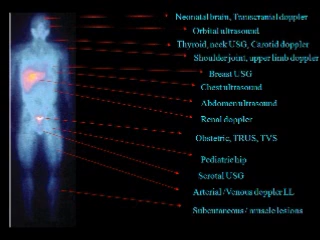 Neonatal brain, Transcranial doppler
Orbital ultrasound
Thyroid, neck USG, Carotid doppler
Shoulder joint, upper limb doppler
Breast USG
Chest ultrasound
Abdomen ultrasound
Renal doppler
Obstetric, TRUS, TVS
Pediatric hip
Scrotal USG
Arterial /Venous doppler LL
Subcutaneous / muscle lesions